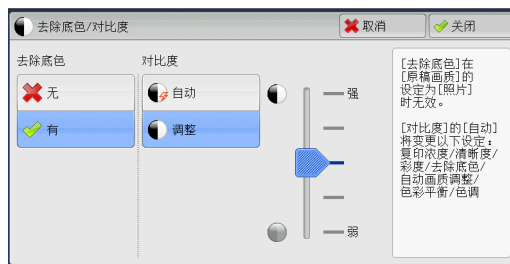 去除底色/对比度
取消
关闭
去除底色
对比度
无
有
自动
调整
强
弱
[去除底色]在
[原稿画质]的
设定为[照片]
时无效。
[对比度]的[自动]
将变更以下设定：
复印浓度/清晰度/
彩度/去除底色/
自动画质调整/
色彩平衡/色调